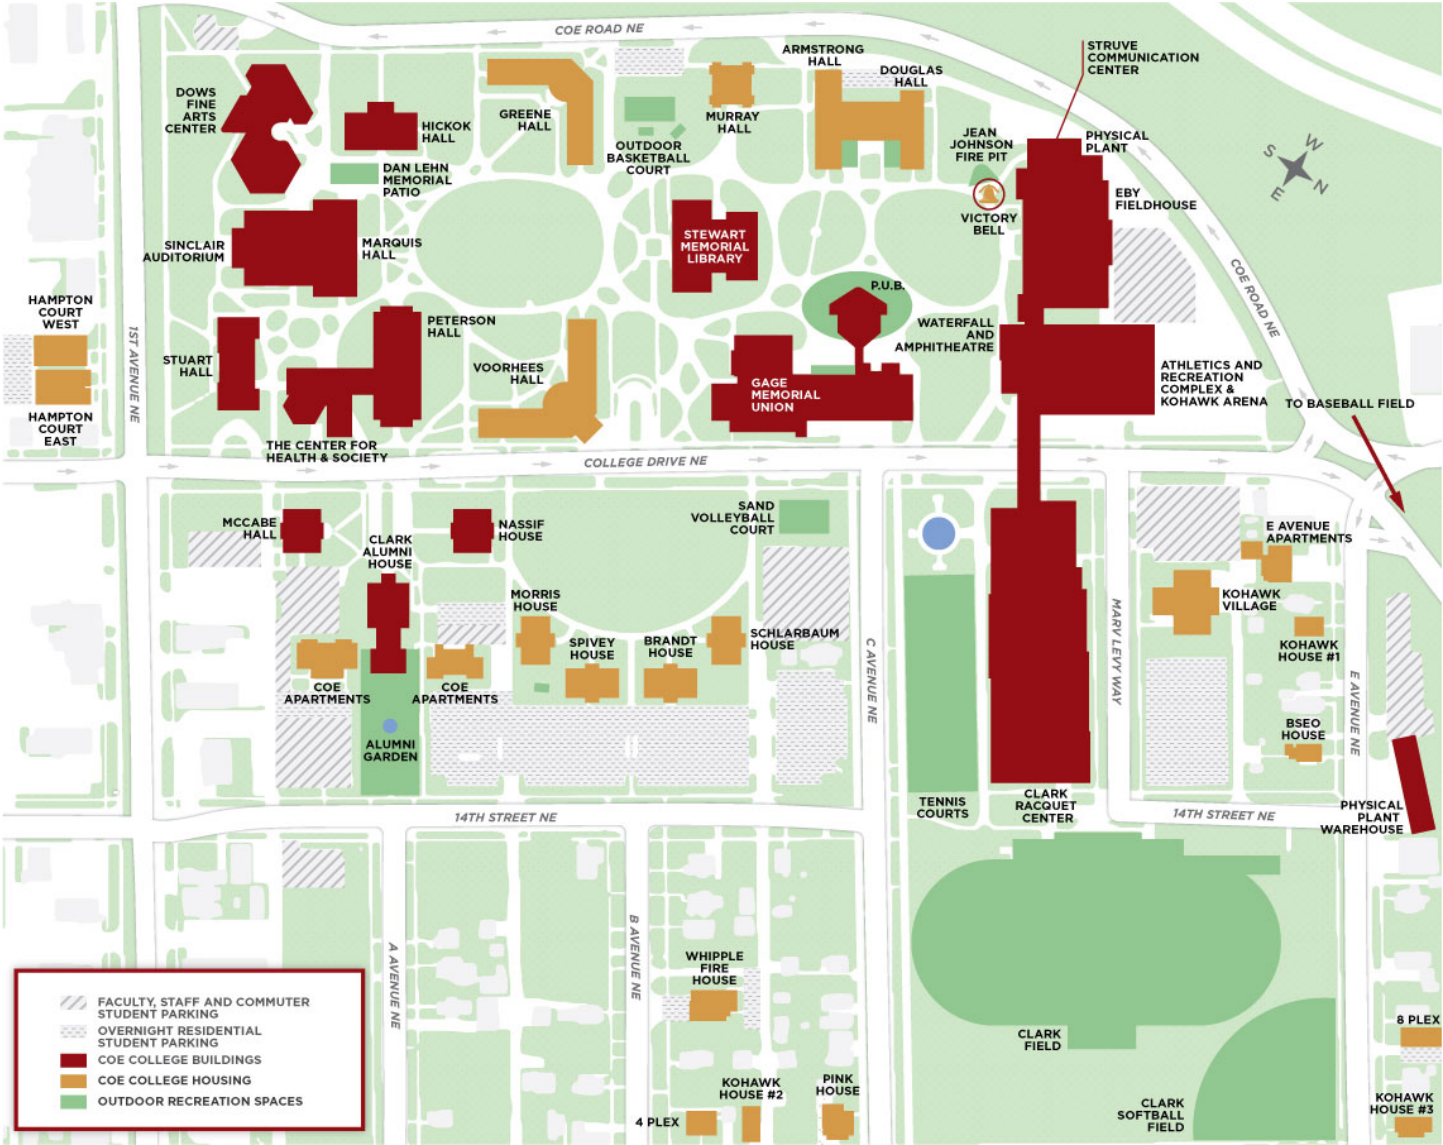 COE ROAD NE
STRUVE
COMMUNICATION
CENTER
ARMSTRONG
HALL
DOUGLAS
HALL
DOWS
FINE
ARTS
CENTER
HICKOK
HALL
GREENE
HALL
MURRAY
HALL
OUTDOOR
BASKETBALL
COURT
JEAN
JOHNSON
FIRE PIT
PHYSICAL
PLANT
W
S
N
E
DAN LEHN
MEMORIAL
PATIO
EBY
FIELDHOUSE
VICTORY
BELL
SINCLAIR
AUDITORIUM
MARQUIS
HALL
STEWART
MEMORIAL
LIBRARY
COE ROAD NE
P.U.B.
HAMPTON
COURT
WEST
1ST AVENUE NE
PETERSON
HALL
WATERFALL
AND
AMPHITHEATRE
STUART
HALL
VOORHEES
HALL
GAGE
MEMORIAL
UNION
ATHLETICS AND
RECREATION
COMPLEX &
KOHAWK ARENA
TO BASEBALL FIELD
HAMPTON
COURT
EAST
THE CENTER FOR
HEALTH & SOCIETY
COLLEGE DRIVE NE
MCCABE
HALL
CLARK
ALUMNI
HOUSE
NASSIF
HOUSE
SAND
VOLLEYBALL
COURT
E AVENUE
APARTMENTS
MORRIS
HOUSE
SPIVEY
HOUSE
BRANDT
HOUSE
SCHLARBAUM
HOUSE
C AVENUE NE
MARV LEVY WAY
KOHAWK
VILLAGE
KOHAWK
HOUSE #1
COE
APARTMENTS
COE
APARTMENTS
E AVENUE NE
BSEO
HOUSE
ALUMNI
GARDEN
TENNIS
COURTS
CLARK
RACQUET
CENTER
PHYSICAL
PLANT
WAREHOUSE
14TH STREET NE
14TH STREET NE
A AVENUE NE
B AVENUE NE
WHIPPLE
FIRE
HOUSE
CLARK
FIELD
8 PLEX
KOHAWK
HOUSE #2
PINK
HOUSE
4 PLEX
CLARK
SOFTBALL
FIELD
KOHAWK
HOUSE #3
FACULTY, STAFF AND COMMUTER
STUDENT PARKING
OVERNIGHT RESIDENTIAL
STUDENT PARKING
COE COLLEGE BUILDINGS
COE COLLEGE HOUSING
OUTDOOR RECREATION SPACES